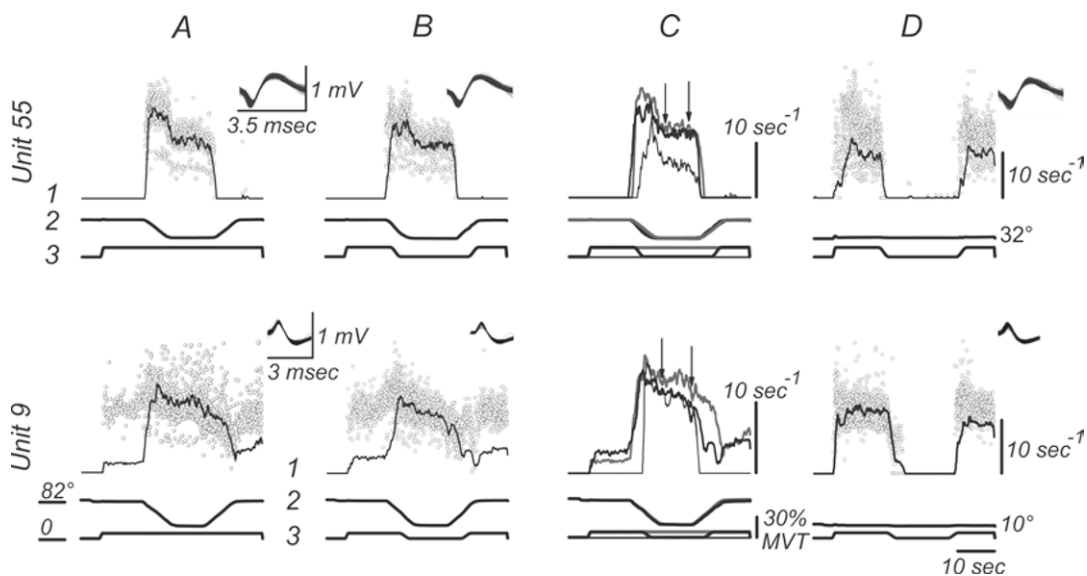 A B C D
Unit 55
1 mV
3.5 msec
10 sec-1
10 sec-1
1
2
3
32°
Unit 9
1 mV
3 msec
10 sec-1
10 sec-1
1
82° 2
0 3
30%
MVT
10°
10 sec